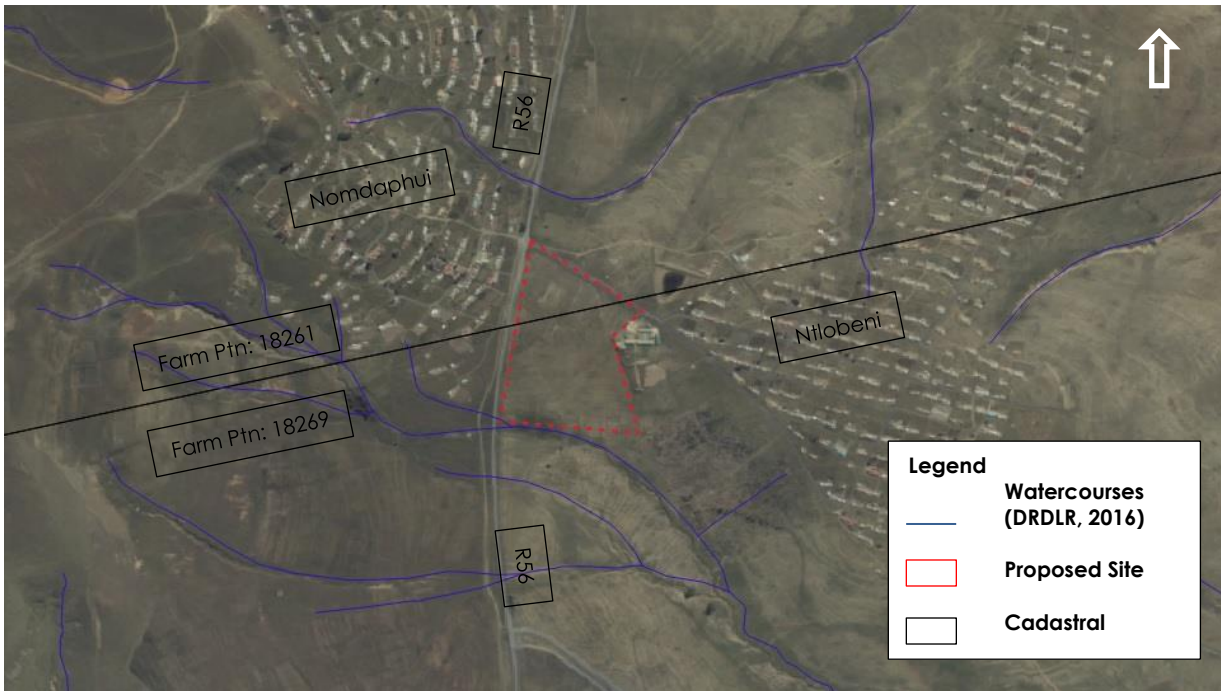 R56
Nomdaphui
Farm Ptn: 18261
Ntlobeni
Farm Ptn: 18269
R56
Legend
Watercourses
(DRDLR, 2016)
Proposed Site
Cadastral